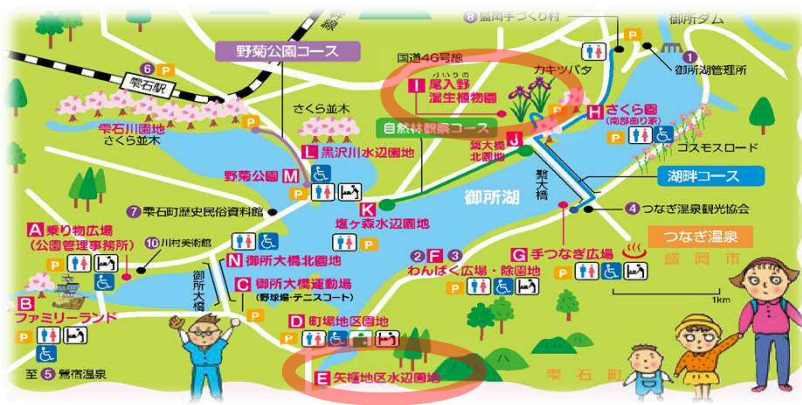 ⑧盛岡手づくり村
御所ダム
野菊公園コース
国道46号線
P
①
御所湖管理所
⑥ P
雫石駅
I 尾入野
湿生植物園
カキツバタ
さくら並木
雫石川園地
さくら並木
P
H さくら園
(南部曲り家)
P
コスモスロード
自然林観察コース
J
繋大橋
北園地
L 黒沢川水辺園地
野菊公園 M
P
御所湖
繋大橋
湖畔コース
K
塩ヶ森水辺園地
P
⑦雫石町歴史民俗資料館
P
④つなぎ温泉観光協会
A 乗り物広場
(公園管理事務所)
P
⑩川村美術館
N 御所大橋北園地
② F ③
わんぱく広場・除園地
P
G 手つなぎ広場
P
つなぎ温泉
盛岡市
御所大橋
C 御所大橋運動場
(野球場・テニスコート)
P
B
ファミリーランド
P
D 町場地区園地
P
1km
至⑤鶯宿温泉
E 矢櫃地区水辺園地
雫石町